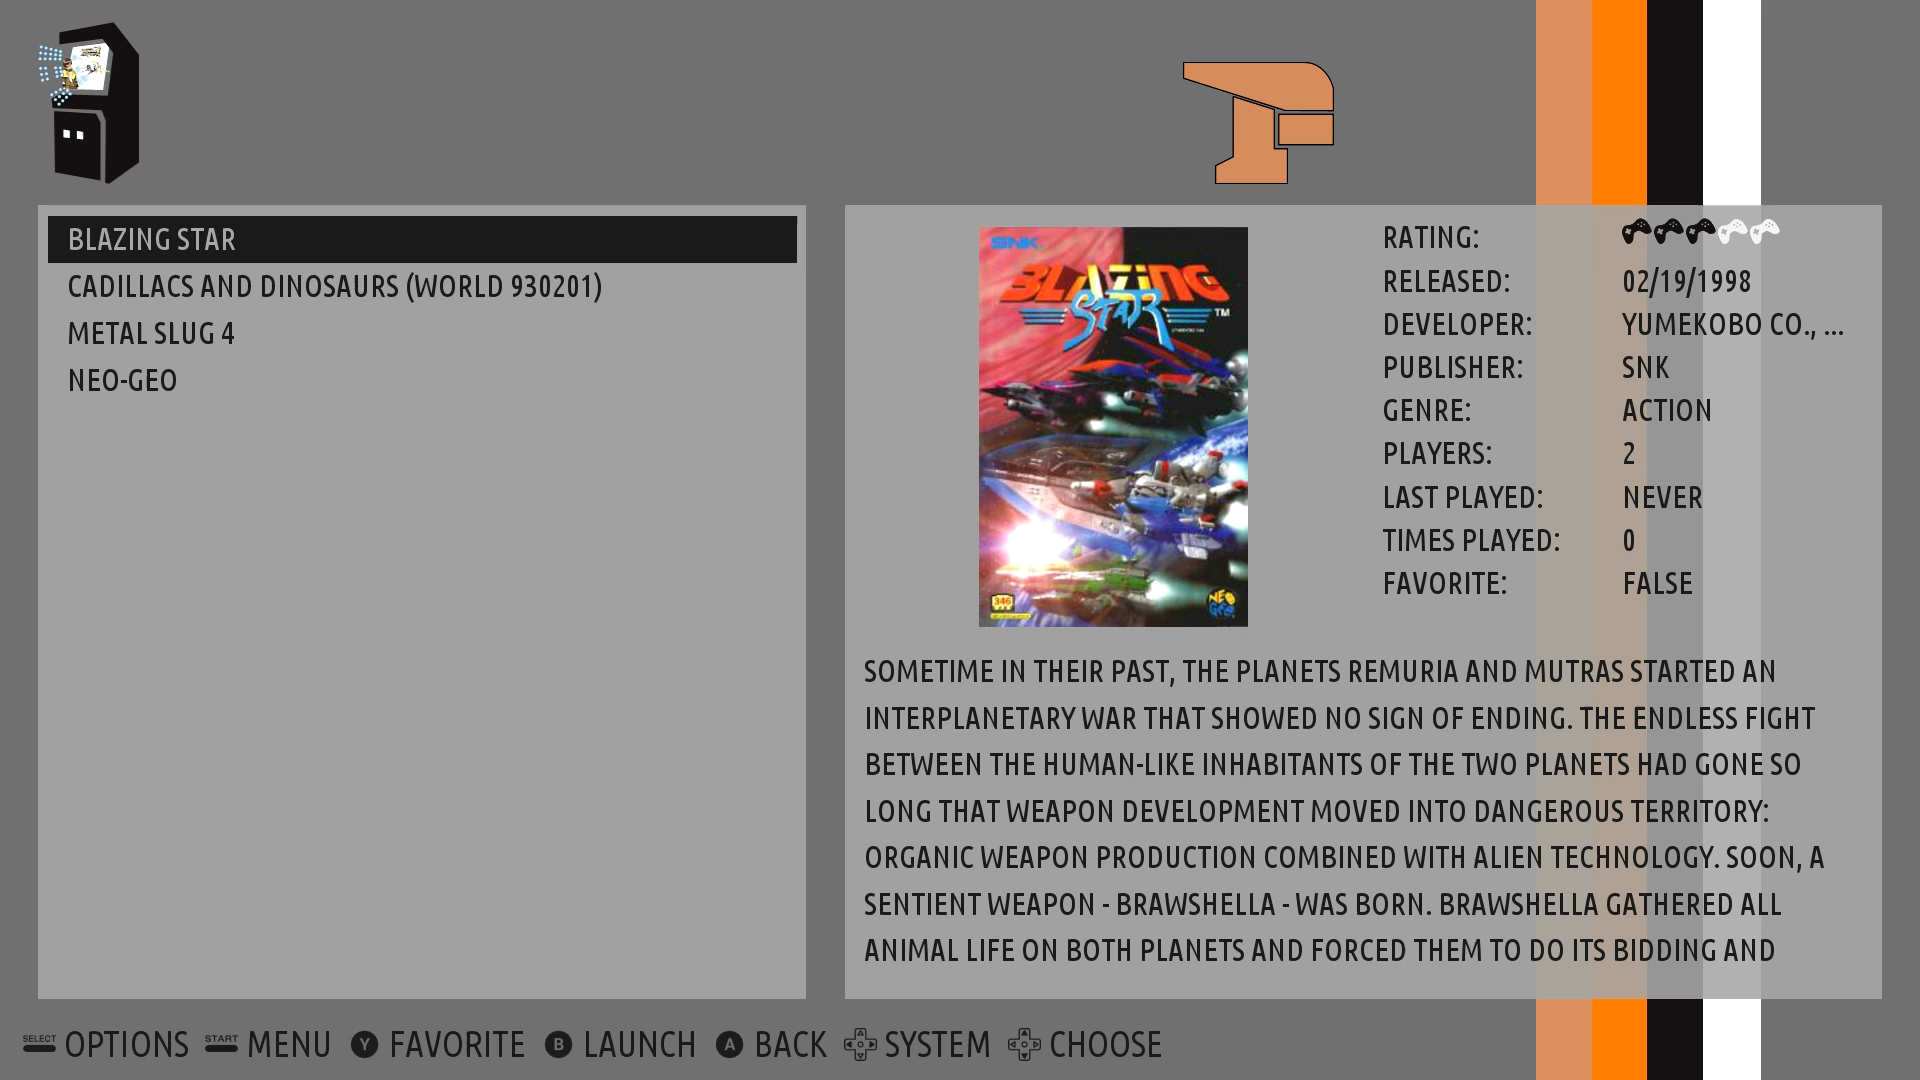 BLAZING STAR
CADILLACS AND DINOSAURS (WORLD 930201)
METAL SLUG 4
NEO-GEO
SNK
BLAZING
STAR
TM
346
NEO
GEO
RATING:
RELEASED: 02/19/1998
DEVELOPER: YUMEKOBO CO., ...
PUBLISHER: SNK
GENRE: ACTION
PLAYERS: 2
LAST PLAYED: NEVER
TIMES PLAYED: 0
FAVORITE: FALSE
SOMETIME IN THEIR PAST, THE PLANETS REMURIA AND MUTRAS STARTED AN
INTERPLANETARY WAR THAT SHOWED NO SIGN OF ENDING. THE ENDLESS FIGHT
BETWEEN THE HUMAN-LIKE INHABITANTS OF THE TWO PLANETS HAD GONE SO
LONG THAT WEAPON DEVELOPMENT MOVED INTO DANGEROUS TERRITORY:
ORGANIC WEAPON PRODUCTION COMBINED WITH ALIEN TECHNOLOGY. SOON, A
SENTIENT WEAPON - BRAWSHELLA - WAS BORN. BRAWSHELLA GATHERED ALL
ANIMAL LIFE ON BOTH PLANETS AND FORCED THEM TO DO ITS BIDDING AND
SELECT OPTIONS START MENU Y FAVORITE B LAUNCH A BACK SYSTEM CHOOSE